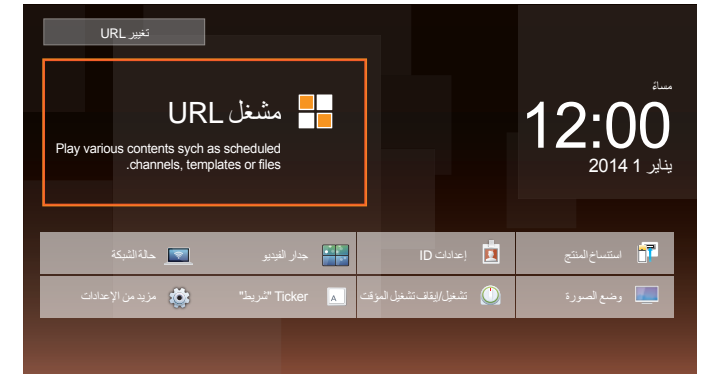 تغيير URL
مشغل URL
Play various contents sych as scheduled
.channels, templates or files
مساءً
12:00
يناير 1 2014
استنساخ المنتج
إعدادات ID
جدار الفيديو
حالة الشبكة
وضع الصورة
تشغيل/إيقاف تشغيل المؤقت
Ticker "شريط"
A
مزيد من الإعدادات